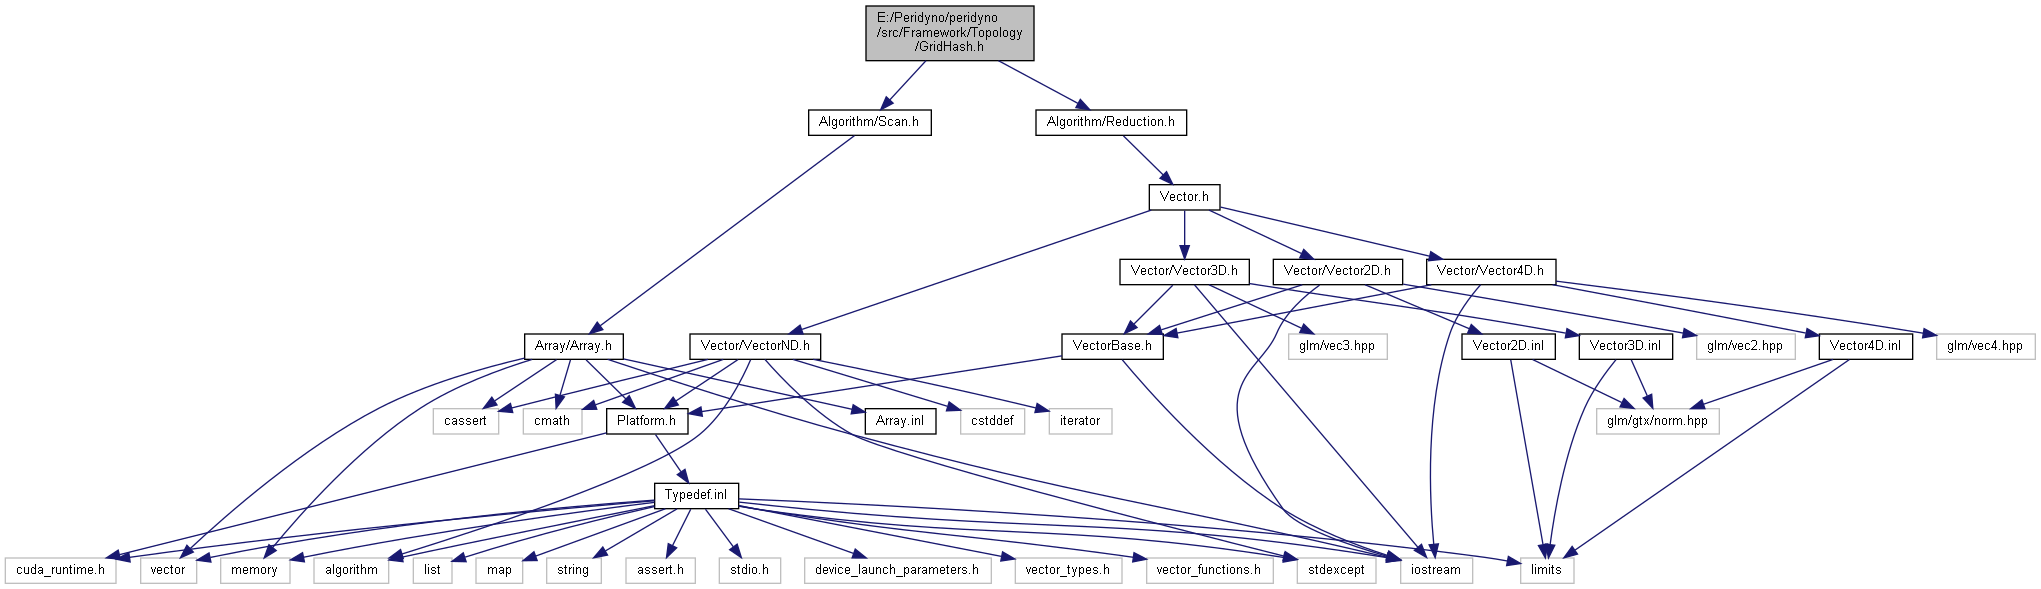 E:/Peridyno/peridyno
/src/Framework/Topology
/GridHash.h
Algorithm/Scan.h
Algorithm/Reduction.h
Vector.h
Vector/Vector3D.h
Vector/Vector2D.h
Vector/Vector4D.h
Array/Array.h
Vector/VectorND.h
VectorBase.h
glm/vec3.hpp
Vector2D.inl
Vector3D.inl
glm/vec2.hpp
Vector4D.inl
glm/vec4.hpp
cassert
cmath
Platform.h
Array.inl
cstddef
iterator
glm/gtx/norm.hpp
Typedef.inl
cuda_runtime.h
vector
memory
algorithm
list
map
string
assert.h
stdio.h
device_launch_parameters.h
vector_types.h
vector_functions.h
stdexcept
iostream
limits